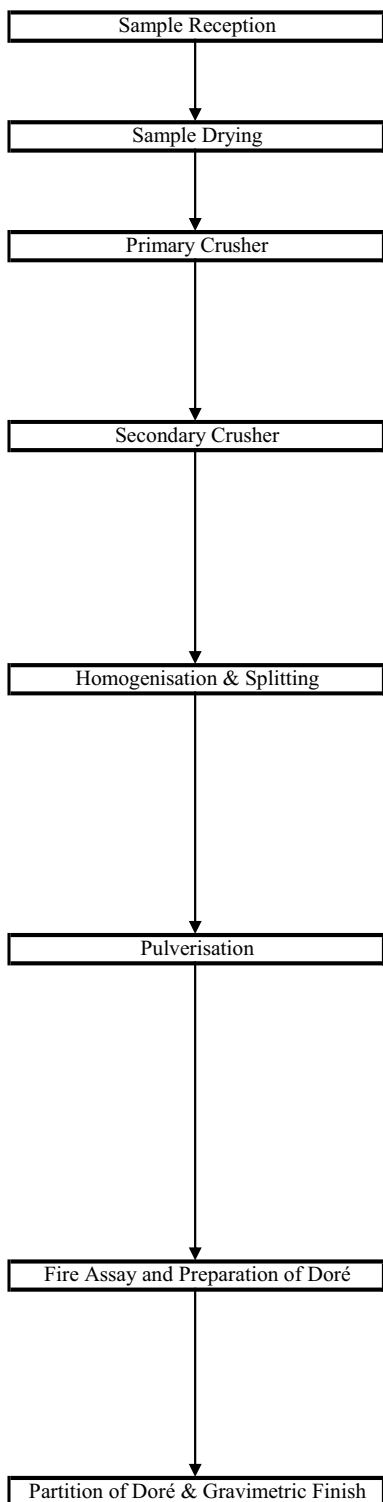 Sample Reception
Sample Drying
Primary Crusher
Secondary Crusher
Homogenisation & Splitting
Pulverisation
Fire Assay and Preparation of Doré
Partition of Doré & Gravimetric Finish